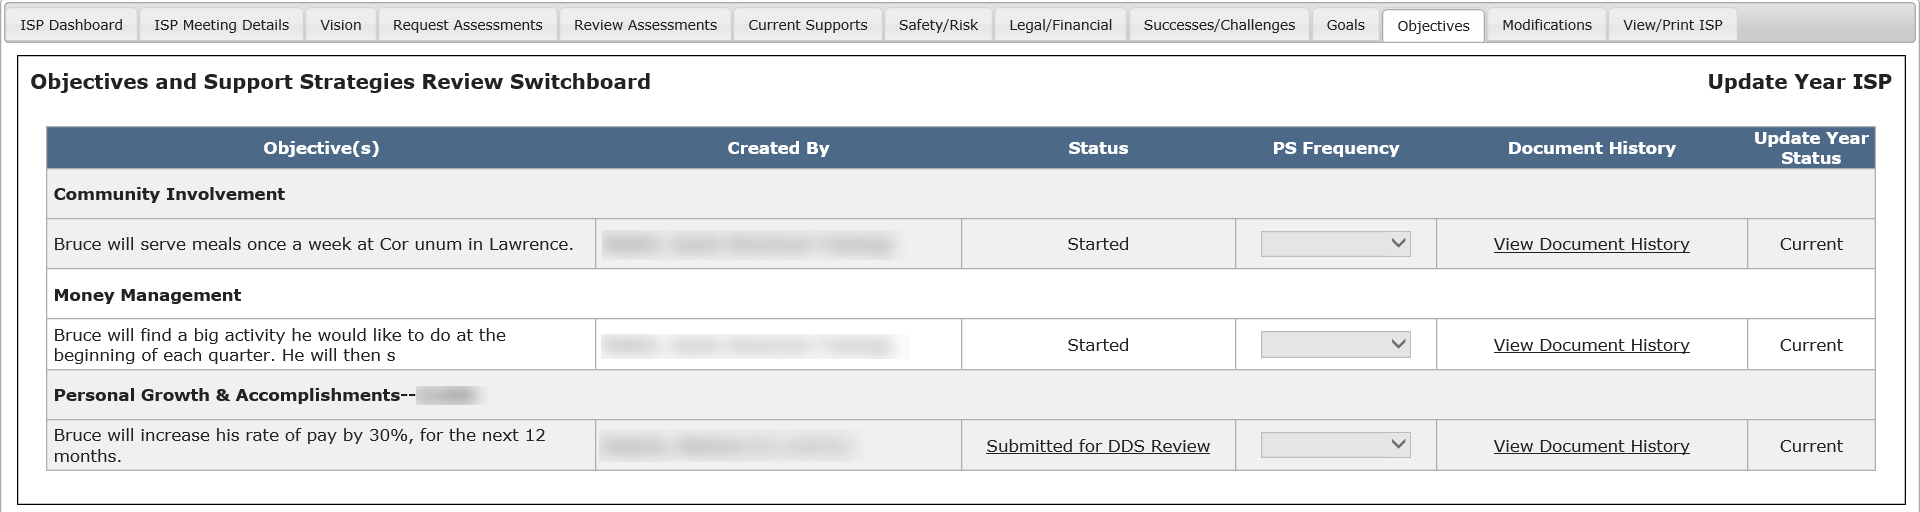 ISP Dashboard ISP Meeting Details Vision Request Assessments Review Assessments Current Supports Safety/Risk Legal/Financial Successes/Challenges Goals Objectives Modifications View/Print ISP
Objectives and Support Strategies Review Switchboard Update Year ISP
Objective(s) Created By Status PS Frequency Document History Update Year Status
Community Involvement
Bruce will serve meals once a week at Cor unum in Lawrence. Started View Document History Current
Money Management
Bruce will find a big activity he would like to do at the
beginning of each quarter. He will then s
Started View Document History Current
Personal Growth & Accomplishments--
Bruce will increase his rate of pay by 30%, for the next 12
months.
Submitted for DDS Review View Document History Current